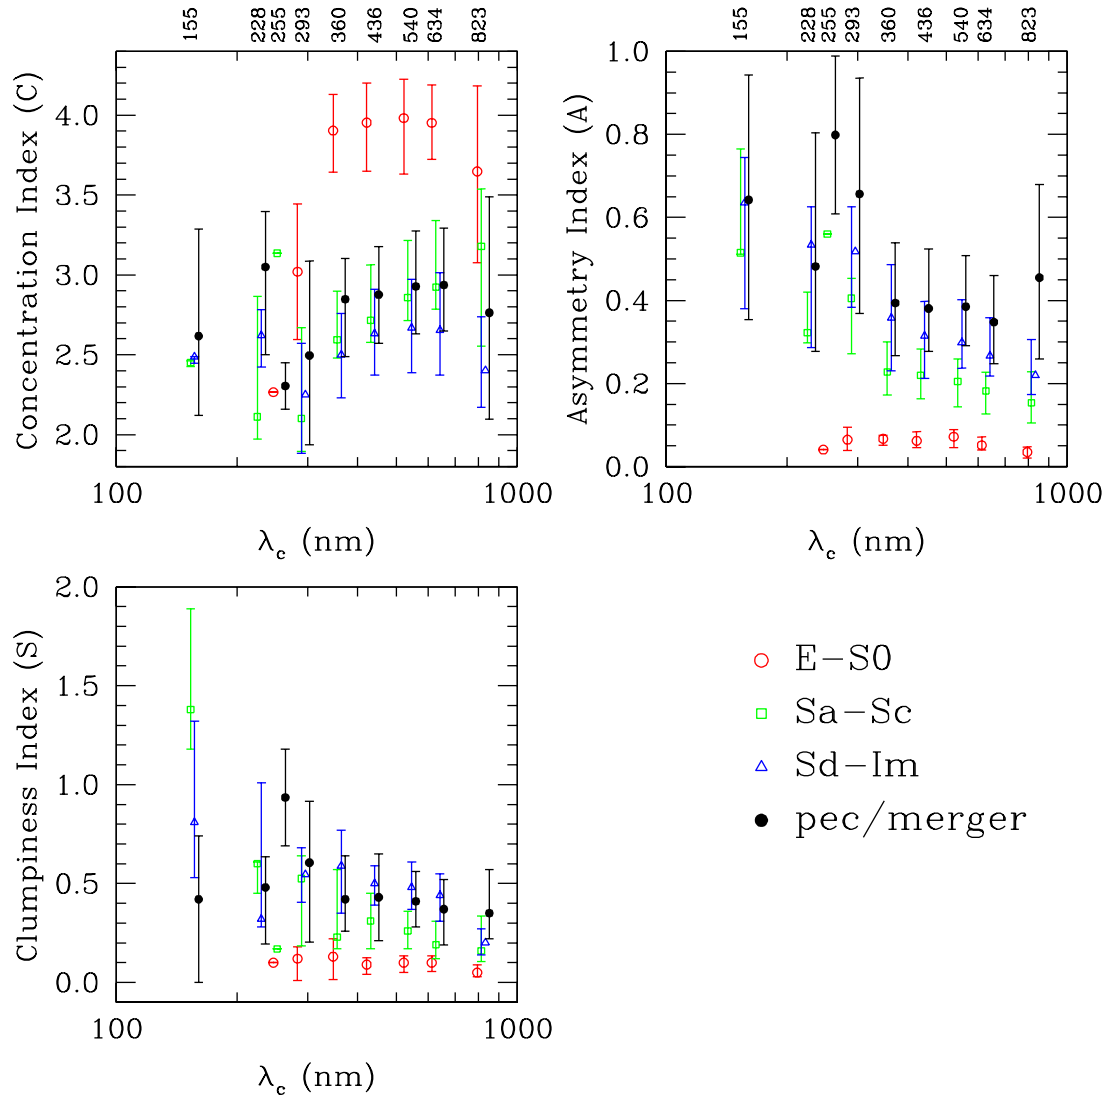 155 228 255 293 360 436 540 634 823
155 228 255 293 360 436 540 634 823
Concentration Index (C)
4.0
3.5
3.0
2.5
2.0
100 1000
λc (nm)
Asymmetry Index (A)
1.0
0.8
0.6
0.4
0.2
0.0
100 1000
λc (nm)
Clumpiness Index (S)
2.0
1.5
1.0
0.5
0.0
100 1000
λc (nm)
E−S0
Sa−Sc
Sd−Im
pec/merger